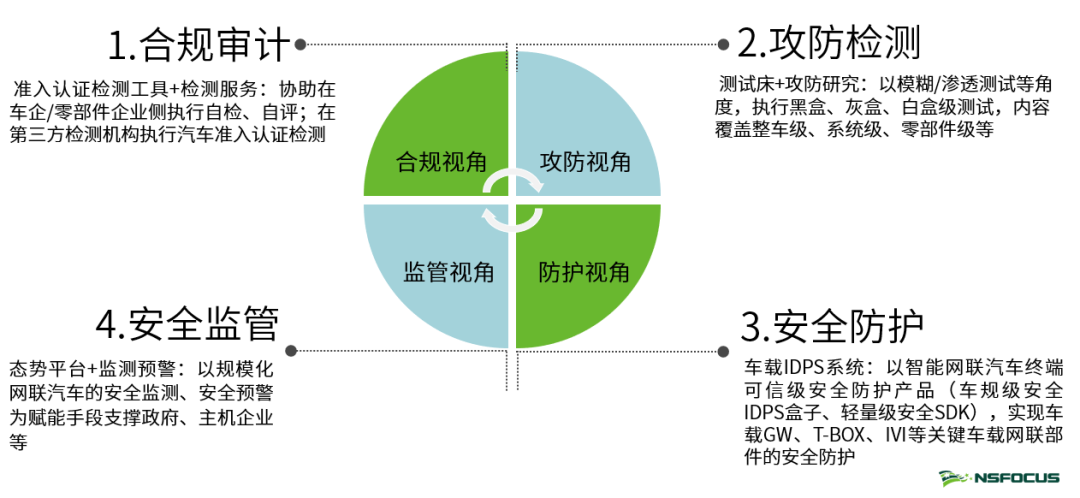 1.合规审计
准入认证检测工具+检测服务：协助在
车企/零部件企业侧执行自检、自评；在
第三方检测机构执行汽车准入认证检测
2.攻防检测
测试床+攻防研究：以模糊/渗透测试等角
度，执行黑盒、灰盒、白盒级测试，内容
覆盖整车级、系统级、零部件级等
合规视角
攻防视角
监管视角
防护视角
4.安全监管
态势平台+监测预警：以规模化
网联汽车的安全监测、安全预警
为赋能手段支撑政府、主机企业
等
3.安全防护
车载IDPS系统：以智能网联汽车终端
可信级安全防护产品（车规级安全
IDPS盒子、轻量级安全SDK），实现车
载GW、T-BOX、IVI等关键车载网联部
件的安全防护
NSFOCUS